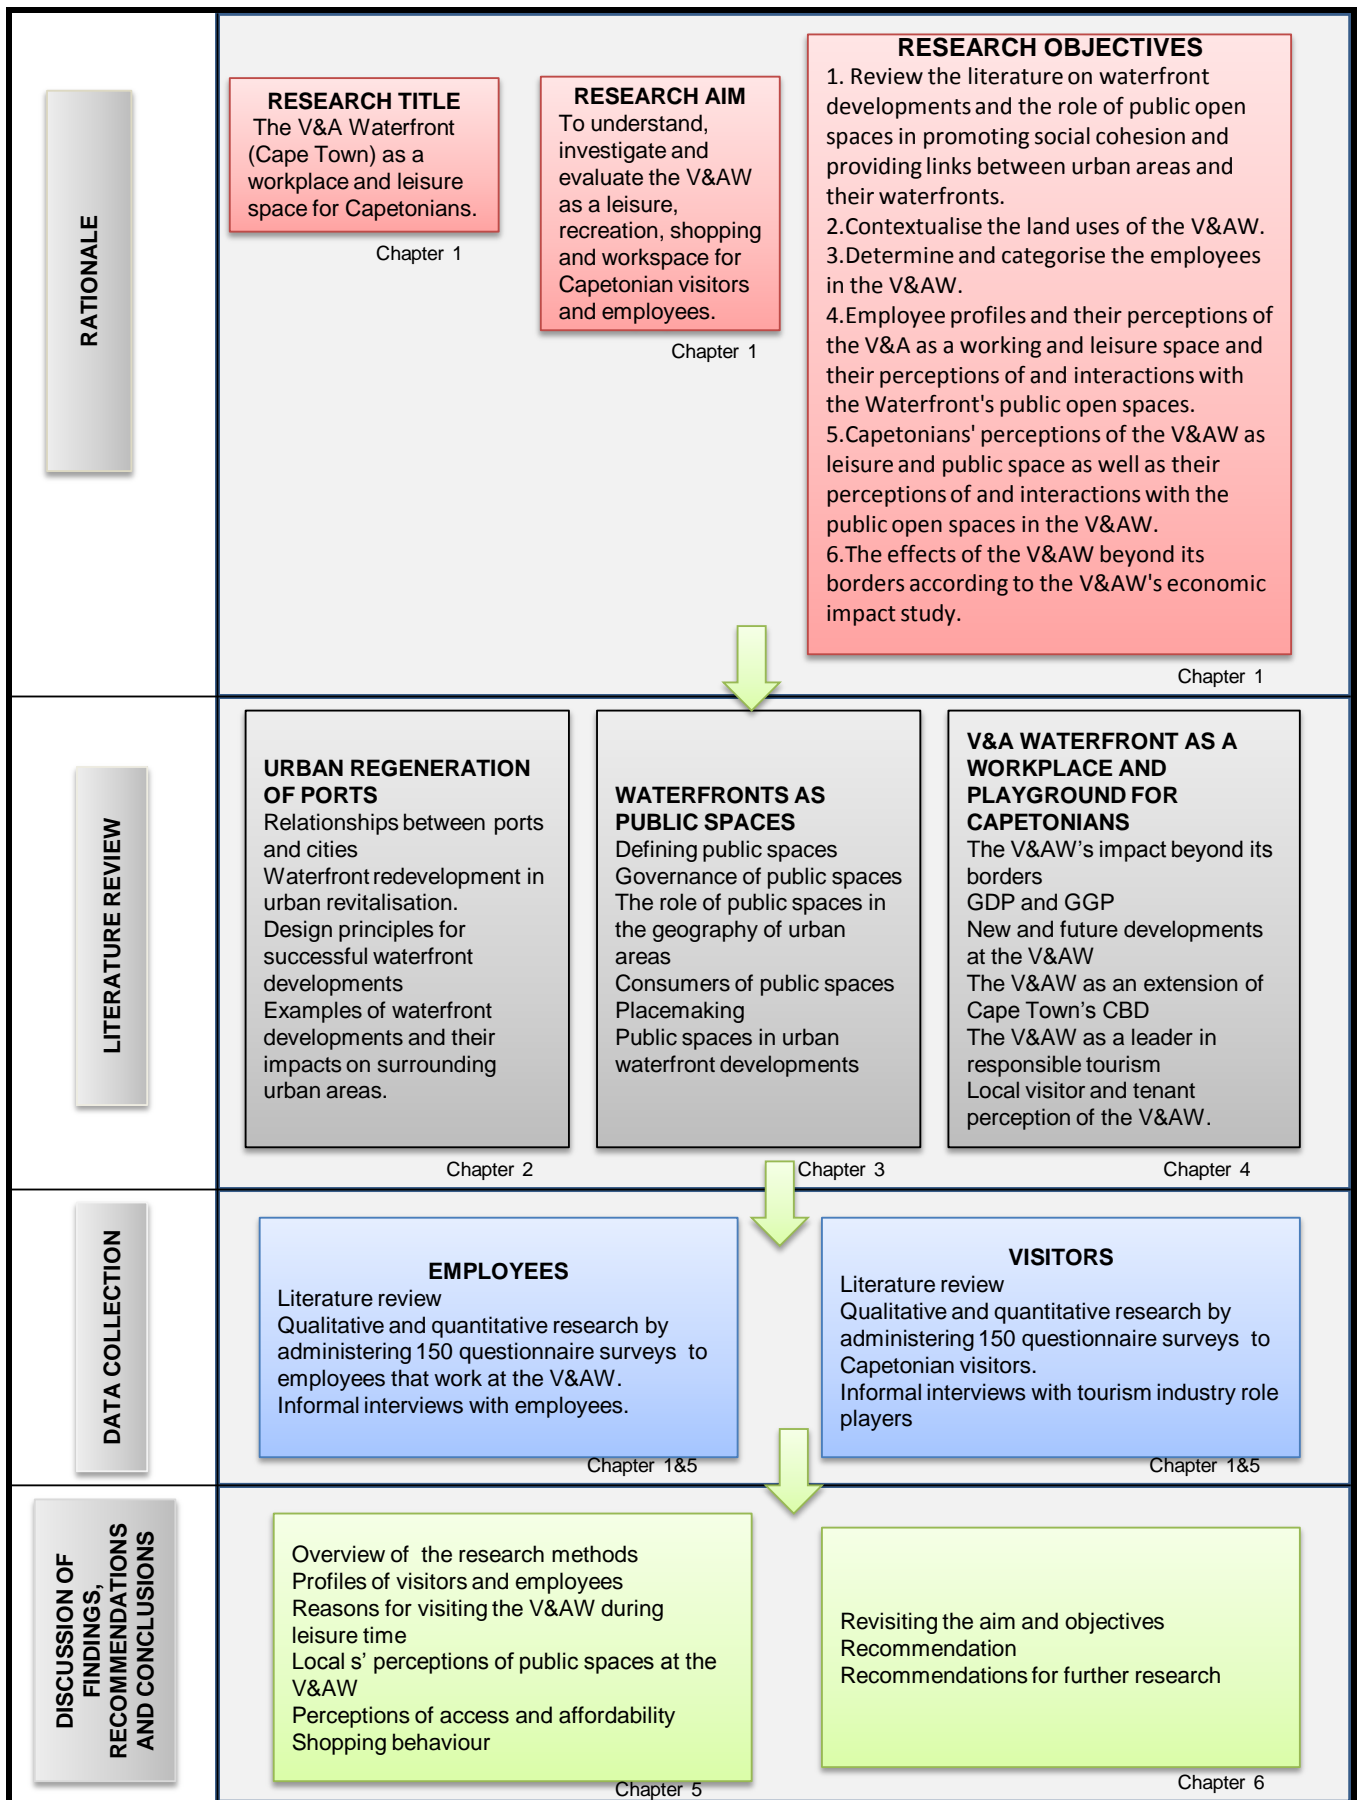 RATIONALE
RESEARCH TITLE
The V&A Waterfront
(Cape Town) as a
workplace and leisure
space for Capetonians.
Chapter 1
RESEARCH AIM
To understand,
investigate and
evaluate the V&AW
as a leisure,
recreation, shopping
and workspace for
Capetonian visitors
and employees.
Chapter 1
RESEARCH OBJECTIVES
1. Review the literature on waterfront
developments and the role of public open
spaces in promoting social cohesion and
providing links between urban areas and
their waterfronts.
2.Contextualise the land uses of the V&AW.
3.Determine and categorise the employees
in the V&AW.
4.Employee profiles and their perceptions of
the V&A as a working and leisure space and
their perceptions of and interactions with
the Waterfront's public open spaces.
5.Capetonians' perceptions of the V&AW as
leisure and public space as well as their
perceptions of and interactions with the
public open spaces in the V&AW.
6.The effects of the V&AW beyond its
borders according to the V&AW's economic
impact study.
Chapter 1
LITERATURE REVIEW
URBAN REGENERATION
OF PORTS
Relationships between ports
and cities
Waterfront redevelopment in
urban revitalisation.
Design principles for
successful waterfront
developments
Examples of waterfront
developments and their
impacts on surrounding
urban areas.
Chapter 2
WATERFRONTS AS
PUBLIC SPACES
Defining public spaces
Governance of public spaces
The role of public spaces in
the geography of urban
areas
Consumers of public spaces
Placemaking
Public spaces in urban
waterfront developments
Chapter 3
V&A WATERFRONT AS A
WORKPLACE AND
PLAYGROUND FOR
CAPETONIANS
The V&AW’s impact beyond its
borders
GDP and GGP
New and future developments
at the V&AW
The V&AW as an extension of
Cape Town’s CBD
The V&AW as a leader in
responsible tourism
Local visitor and tenant
perception of the V&AW.
Chapter 4
DATA COLLECTION
EMPLOYEES
Literature review
Qualitative and quantitative research by
administering 150 questionnaire surveys to
employees that work at the V&AW.
Informal interviews with employees.
Chapter 1&5
VISITORS
Literature review
Qualitative and quantitative research by
administering 150 questionnaire surveys to
Capetonian visitors.
Informal interviews with tourism industry role
players
Chapter 1&5
DISCUSSION OF
FINDINGS,
RECOMMENDATIONS
AND CONCLUSIONS
Overview of the research methods
Profiles of visitors and employees
Reasons for visiting the V&AW during
leisure time
Local s’ perceptions of public spaces at the
V&AW
Perceptions of access and affordability
Shopping behaviour
Chapter 5
Revisiting the aim and objectives
Recommendation
Recommendations for further research
Chapter 6